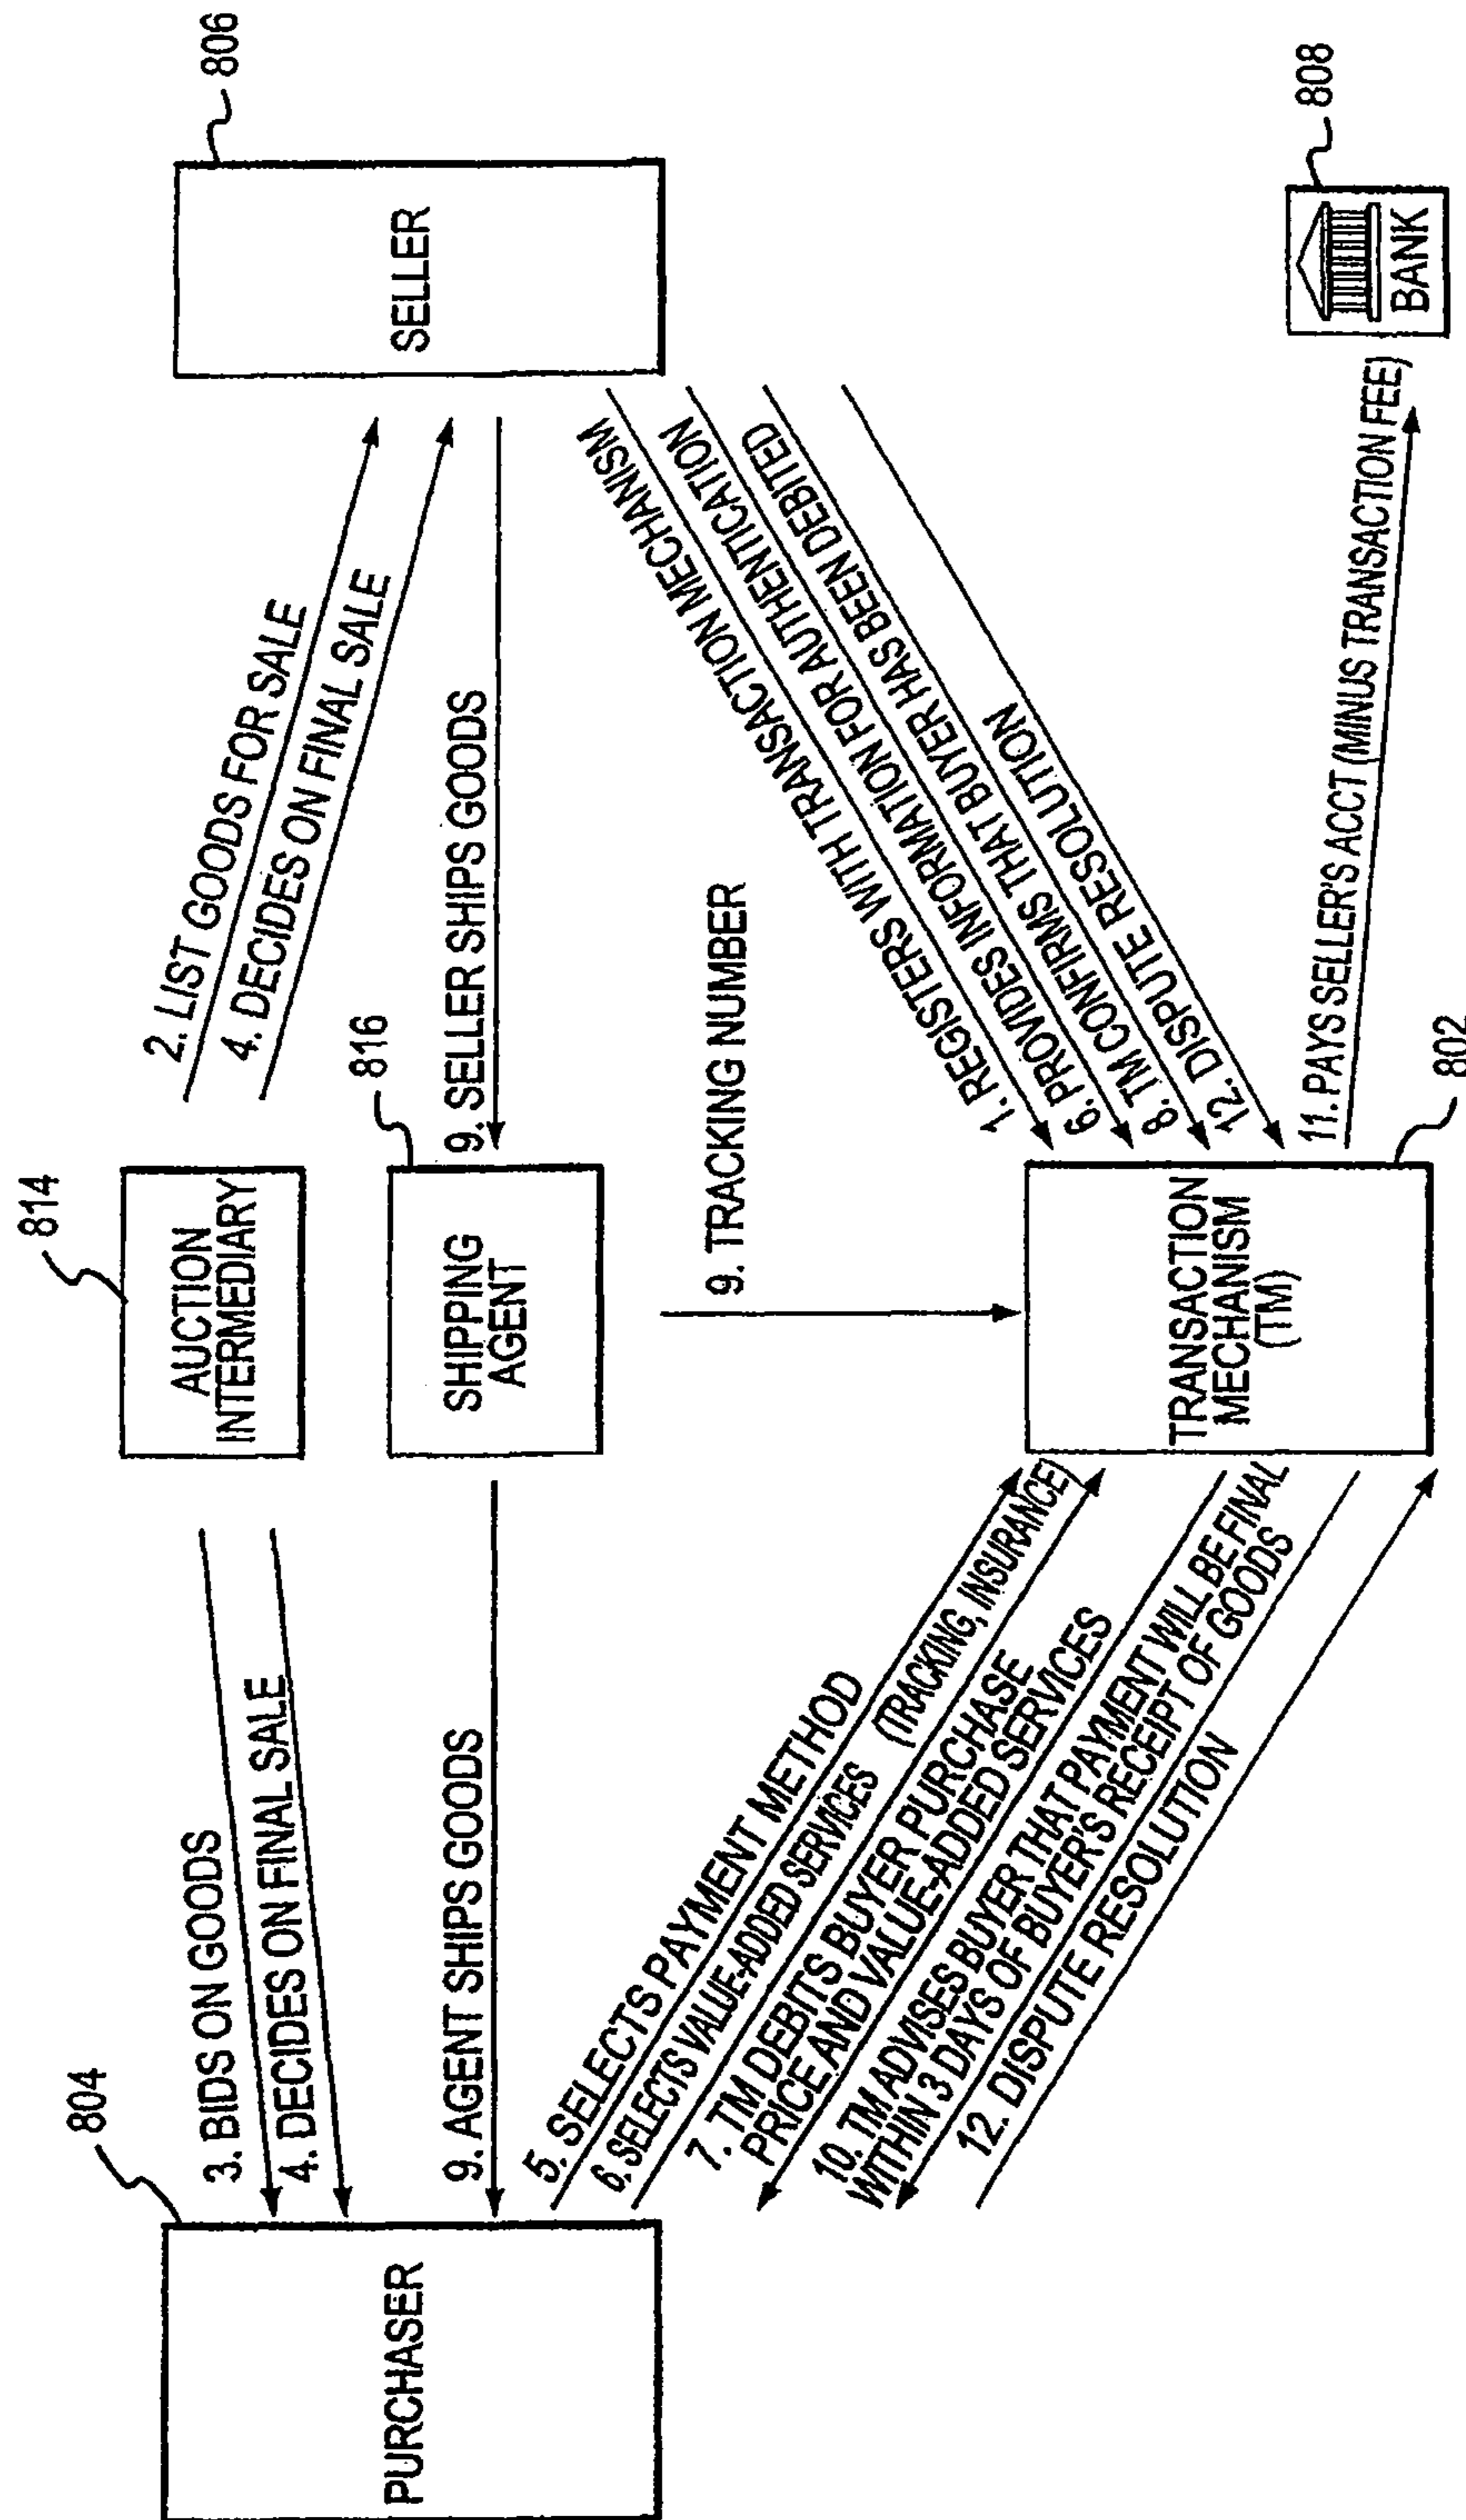 804
PURCHASER
3. BIDS ON GOODS
4. DECIDES ON FINAL SALE
9. AGENT SHIPS GOODS
5. SELECTS PAYMENT METHOD
6. SELECTS VALUE-ADDED SERVICES (TRACKING, INSURANCE)
7. TM DEBITS BUYER PURCHASE
PRICE AND VALUE-ADDED SERVICES
10. TM ADVISES BUYER THAT PAYMENT WILL BE FINAL
WITHIN 3 DAYS OF BUYER'S RECEIPT OF GOODS
12. DISPUTE RESOLUTION
814
AUCTION
INTERMEDIARY
816
SHIPPING
AGENT
9. TRACKING NUMBER
TRANSACTION
MECHANISM
(TM)
802
2. LIST GOODS FOR SALE
4. DECIDES ON FINAL SALE
9. SELLER SHIPS GOODS
1. REGISTERS WITH TRANSACTION MECHANISM
6. PROVIDES INFORMATION FOR AUTHENTICATION
8. TM CONFIRMS THAT BUYER HAS BEEN DEBITED
12. DISPUTE RESOLUTION
11. PAYS SELLER'S ACCT (MINUS TRANSACTION FEE)
806
SELLER
808
BANK